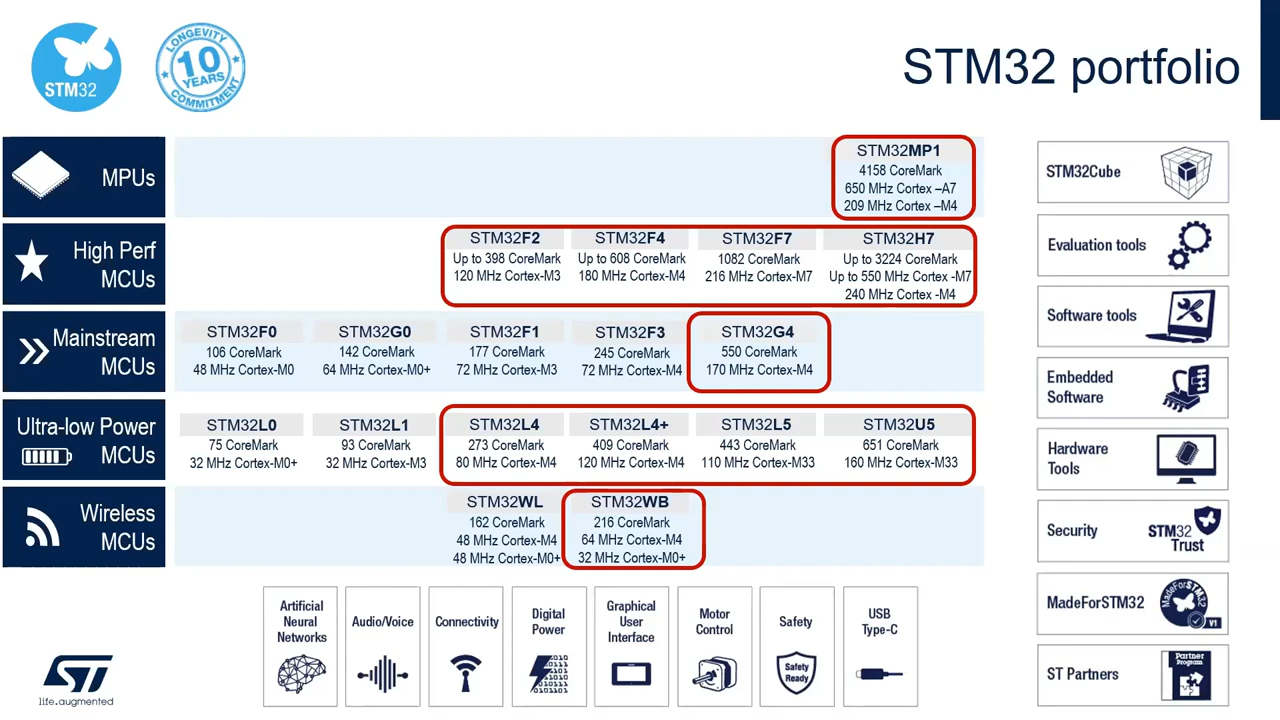 STM32
LONGEVITY
10
YEARS
COMMITMENT
STM32 portfolio
MPUs
STM32MP1
4158 CoreMark
650 MHz Cortex –A7
209 MHz Cortex –M4
High Perf
MCUs
STM32F2
Up to 398 CoreMark
120 MHz Cortex-M3
STM32F4
Up to 608 CoreMark
180 MHz Cortex-M4
STM32F7
1082 CoreMark
216 MHz Cortex-M7
STM32H7
Up to 3224 CoreMark
Up to 550 MHz Cortex -M7
240 MHz Cortex -M4
Mainstream
MCUs
STM32F0
106 CoreMark
48 MHz Cortex-M0
STM32G0
142 CoreMark
64 MHz Cortex-M0+
STM32F1
177 CoreMark
72 MHz Cortex-M3
STM32F3
245 CoreMark
72 MHz Cortex-M4
STM32G4
550 CoreMark
170 MHz Cortex-M4
Ultra-low Power
MCUs
STM32L0
75 CoreMark
32 MHz Cortex-M0+
STM32L1
93 CoreMark
32 MHz Cortex-M3
STM32L4
273 CoreMark
80 MHz Cortex-M4
STM32L4+
409 CoreMark
120 MHz Cortex-M4
STM32L5
443 CoreMark
110 MHz Cortex-M33
STM32U5
651 CoreMark
160 MHz Cortex-M33
Wireless
MCUs
STM32WL
162 CoreMark
48 MHz Cortex-M4
48 MHz Cortex-M0+
STM32WB
216 CoreMark
64 MHz Cortex-M4
32 MHz Cortex-M0+
STM32Cube
Evaluation tools
Software tools
Embedded
Software
Hardware
Tools
Security
STM32
Trust
MadeForSTM32
MadeForSTM32
V1
ST Partners
Partner
Program
Artificial
Neural
Networks
Audio/Voice
Connectivity
Digital
Power
Graphical
User
Interface
Motor
Control
Safety
Safety
Ready
USB
Type-C
ST
life.augmented